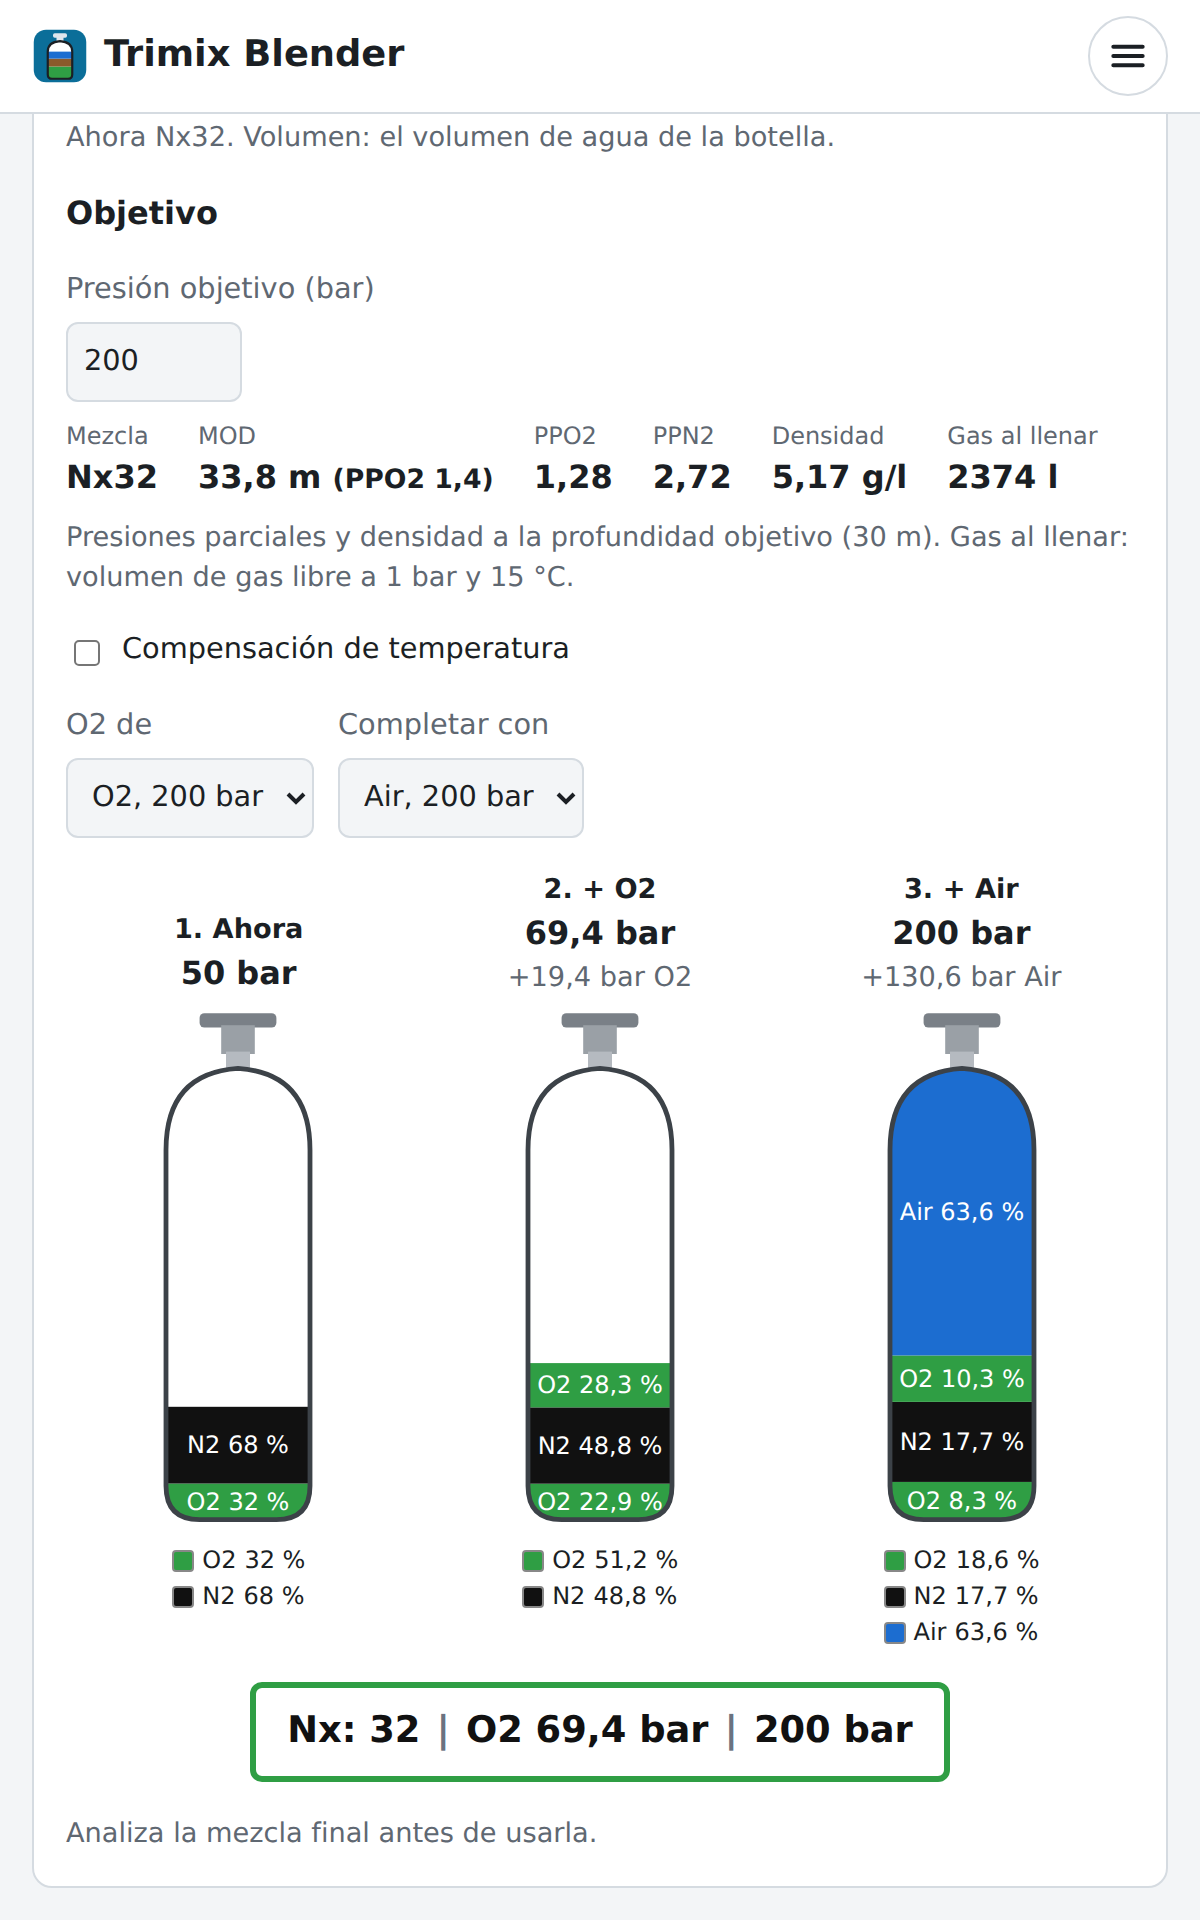 Trimix Blender
Ahora Nx32. Volumen: el volumen de agua de la botella.
Objetivo
Presión objetivo (bar)
200
Mezcla MOD PPO2 PPN2 Densidad Gas al llenar
Nx32 33,8 m (PPO2 1,4) 1,28 2,72 5,17 g/l 2374 l
Presiones parciales y densidad a la profundidad objetivo (30 m). Gas al llenar:
volumen de gas libre a 1 bar y 15 °C.
Compensación de temperatura
O2 de Completar con
O2, 200 bar Air, 200 bar
1. Ahora
50 bar
2. + O2
69,4 bar
+19,4 bar O2
3. + Air
200 bar
+130,6 bar Air
N2 68 %
O2 32 %
O2 28,3 %
N2 48,8 %
O2 22,9 %
Air 63,6 %
O2 10,3 %
N2 17,7 %
O2 8,3 %
O2 32 %
N2 68 %
O2 51,2 %
N2 48,8 %
O2 18,6 %
N2 17,7 %
Air 63,6 %
Nx: 32 | O2 69,4 bar | 200 bar
Analiza la mezcla final antes de usarla.